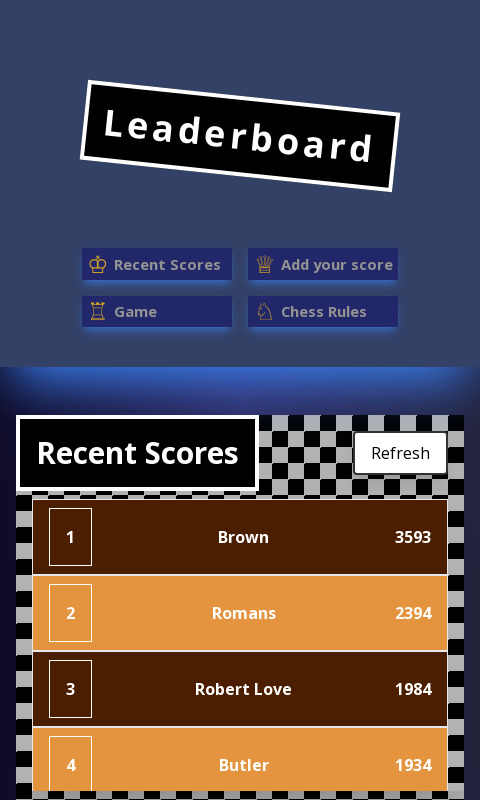 Leaderboard
♔ Recent Scores
♕ Add your score
♖ Game
♘ Chess Rules
Recent Scores
Refresh
1 Brown 3593
2 Romans 2394
3 Robert Love 1984
4 Butler 1934